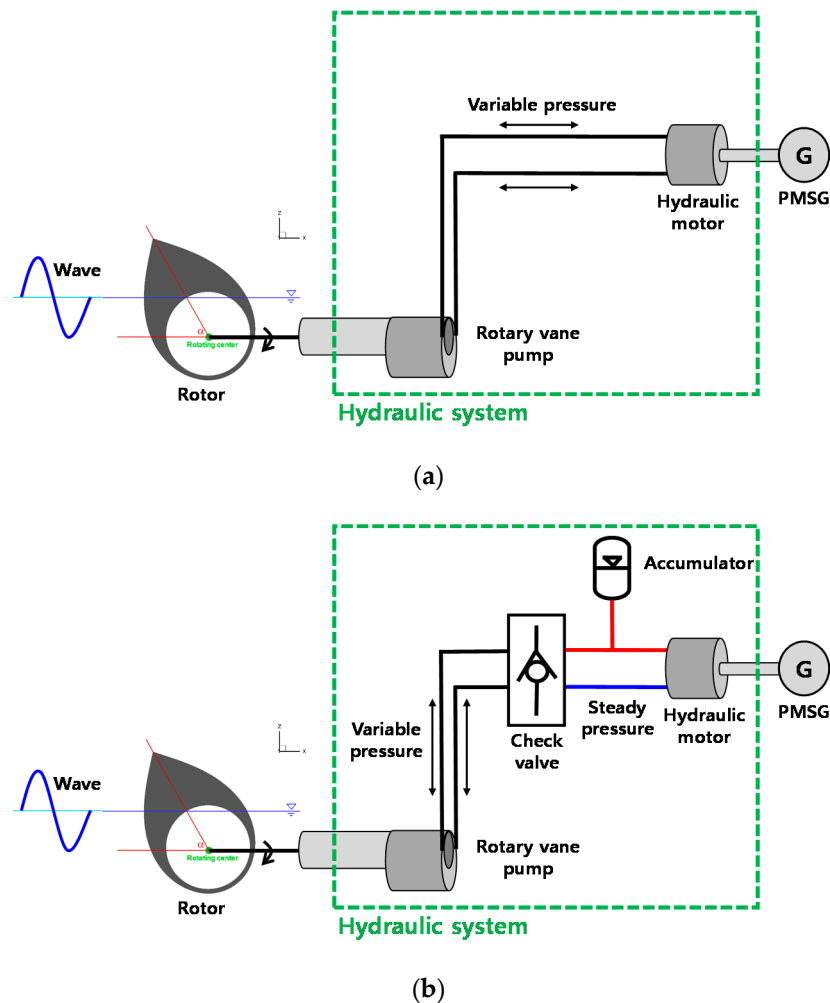 Variable pressure
G
PMSG
Hydraulic
motor
z
x
Wave
α
Rotating center
Rotary vane
pump
Rotor
Hydraulic system
(a)
Accumulator
G
PMSG
Steady
pressure
Hydraulic
motor
Variable
pressure
Check
valve
z
x
Wave
α
Rotating center
Rotary vane
pump
Rotor
Hydraulic system
(b)